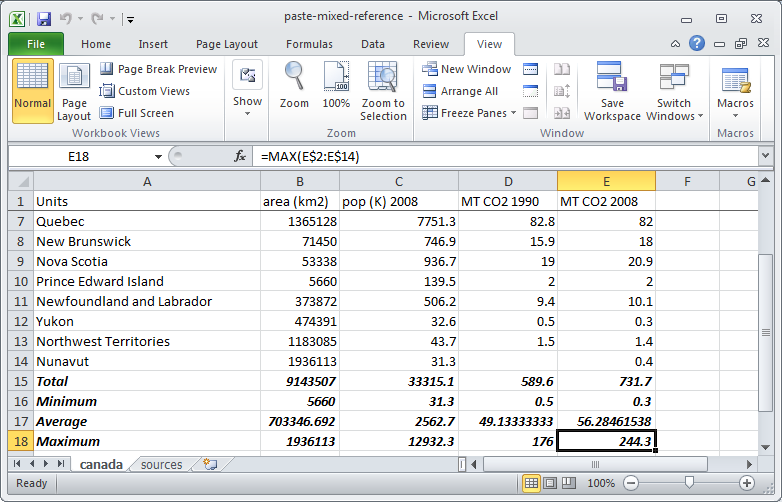 paste-mixed-reference - Microsoft Excel
File Home Insert Page Layout Formulas Data Review View
Normal Page Layout Page Break Preview Custom Views Full Screen Show Zoom 100% Zoom to Selection New Window Arrange All Freeze Panes Save Workspace Switch Windows Macros
Workbook Views Zoom Window Macros
E18 fx =MAX(E$2:E$14)
A B C D E F G
1 Units area (km2) pop (K) 2008 MT CO2 1990 MT CO2 2008
7 Quebec 1365128 7751.3 82.8 82
8 New Brunswick 71450 746.9 15.9 18
9 Nova Scotia 53338 936.7 19 20.9
10 Prince Edward Island 5660 139.5 2 2
11 Newfoundland and Labrador 373872 506.2 9.4 10.1
12 Yukon 474391 32.6 0.5 0.3
13 Northwest Territories 1183085 43.7 1.5 1.4
14 Nunavut 1936113 31.3 0.4
15 Total 9143507 33315.1 589.6 731.7
16 Minimum 5660 31.3 0.5 0.3
17 Average 703346.692 2562.7 49.13333333 56.28461538
18 Maximum 1936113 12932.3 176 244.3
canada sources
Ready 100%